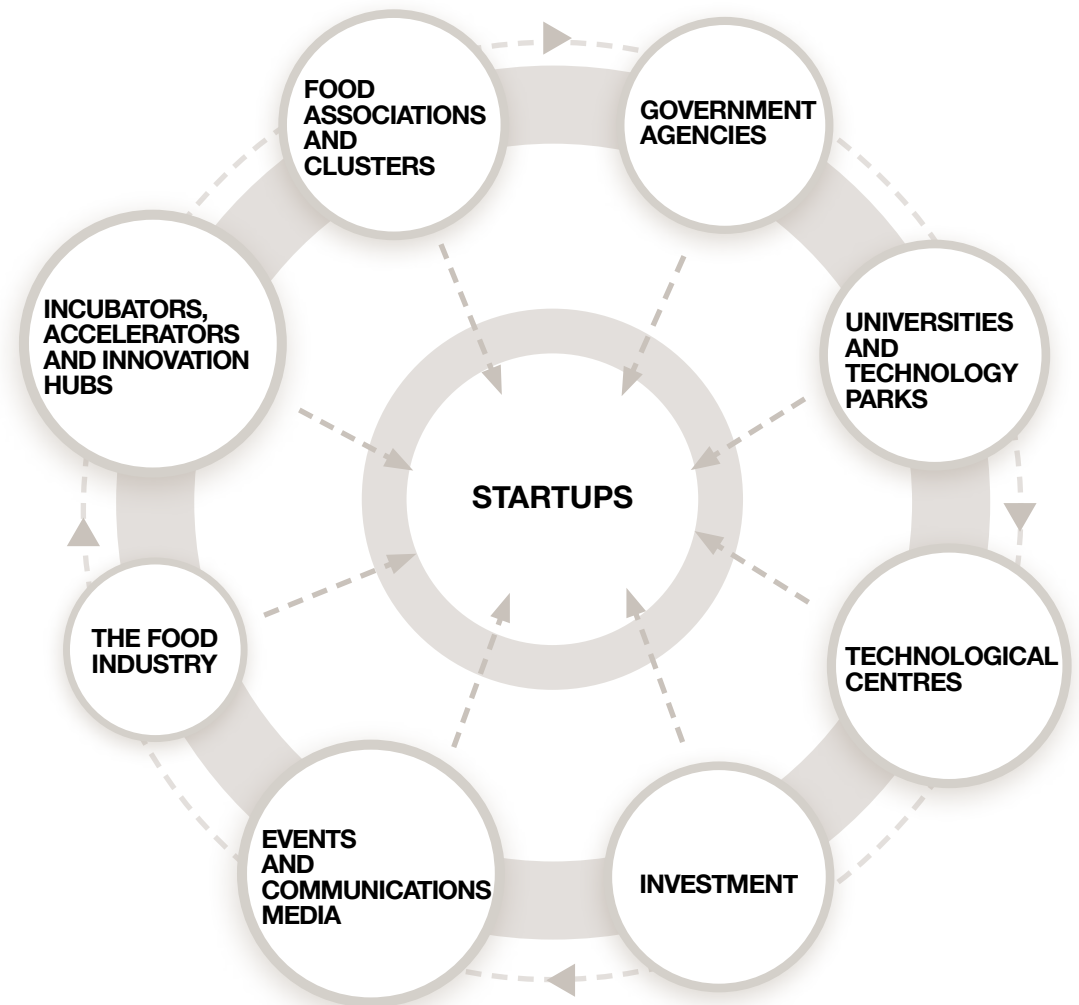 FOOD
ASSOCIATIONS
AND
CLUSTERS
GOVERNMENT
AGENCIES
INCUBATORS,
ACCELERATORS
AND INNOVATION
HUBS
UNIVERSITIES
AND
TECHNOLOGY
PARKS
STARTUPS
THE FOOD
INDUSTRY
TECHNOLOGICAL
CENTRES
EVENTS
AND
COMMUNICATIONS
MEDIA
INVESTMENT